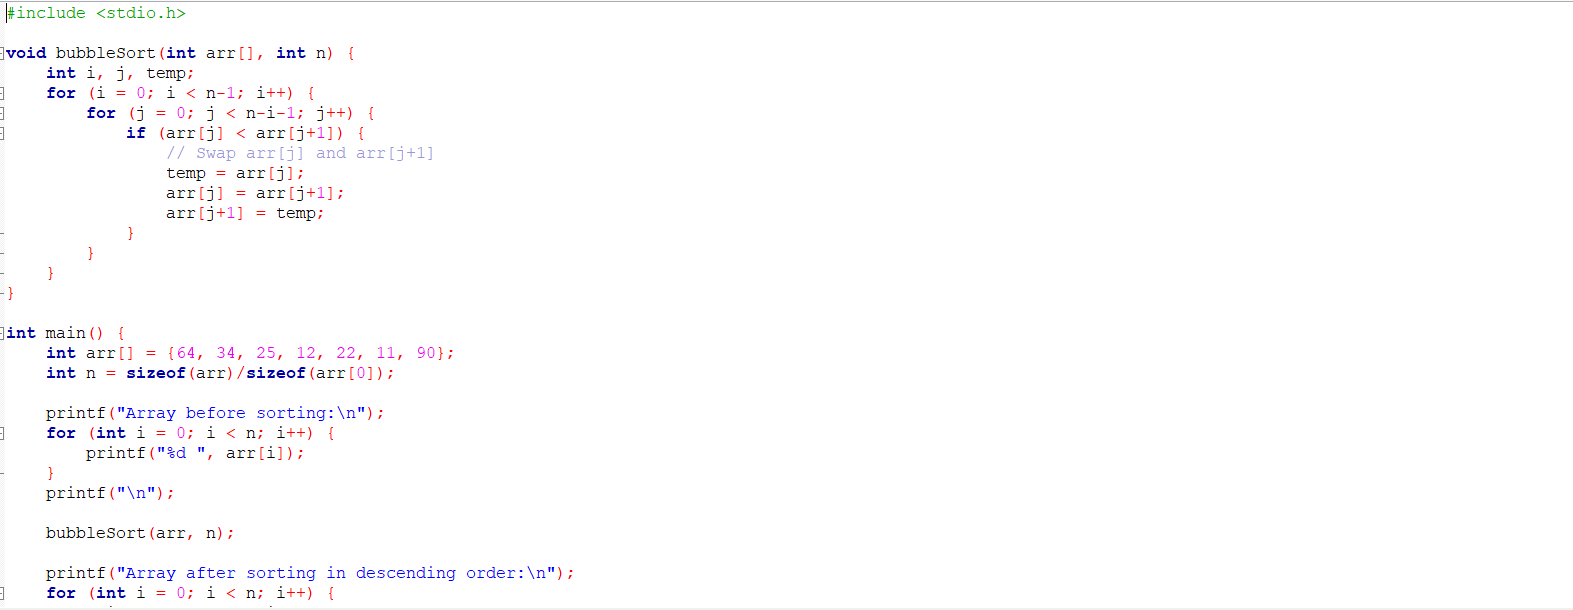 #include <stdio.h>

void bubbleSort(int arr[], int n) {
    int i, j, temp;
    for (i = 0; i < n-1; i++) {
        for (j = 0; j < n-i-1; j++) {
            if (arr[j] < arr[j+1]) {
                // Swap arr[j] and arr[j+1]
                temp = arr[j];
                arr[j] = arr[j+1];
                arr[j+1] = temp;
            }
        }
    }
}

int main() {
    int arr[] = {64, 34, 25, 12, 22, 11, 90};
    int n = sizeof(arr)/sizeof(arr[0]);

    printf("Array before sorting:\n");
    for (int i = 0; i < n; i++) {
        printf("%d ", arr[i]);
    }
    printf("\n");

    bubbleSort(arr, n);

    printf("Array after sorting in descending order:\n");
    for (int i = 0; i < n; i++) {